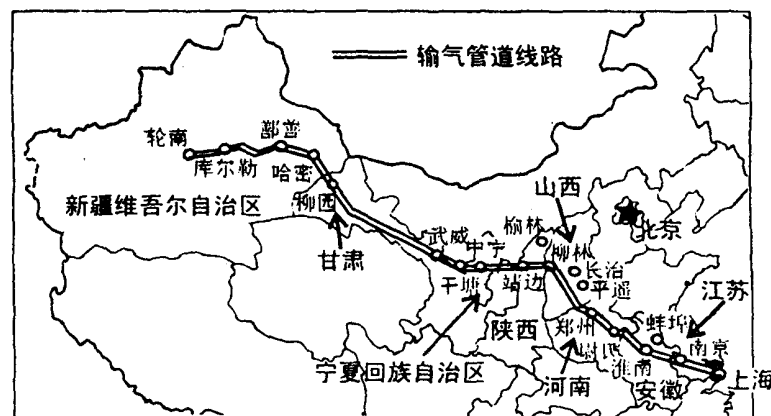 输气管道线路
轮南
库尔勒
鄯善
哈密
柳园
新疆维吾尔自治区
甘肃
武威
中宁
干塘
榆林
山西
北京
柳林
长治
平遥
站边
陕西
郑州
江苏
蚌埠
南京
淮南
上海
宁夏回族自治区
河南
安徽